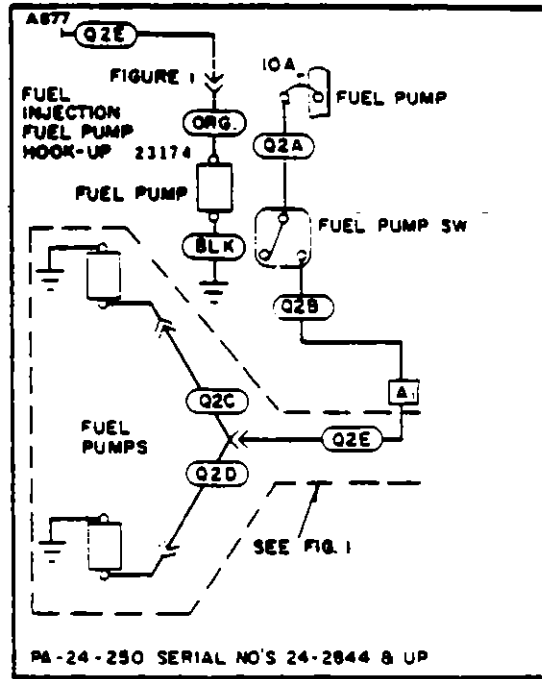 A877
Q2E
FIGURE 1
FUEL
INJECTION
FUEL PUMP
HOOK-UP 23174
ORG.
FUEL PUMP
BLK
10A
FUEL PUMP
Q2A
FUEL PUMP SW
Q2B
A
Q2C
FUEL
PUMPS
Q2E
Q2D
SEE FIG. 1
PA-24-250 SERIAL NO'S 24-2844 & UP